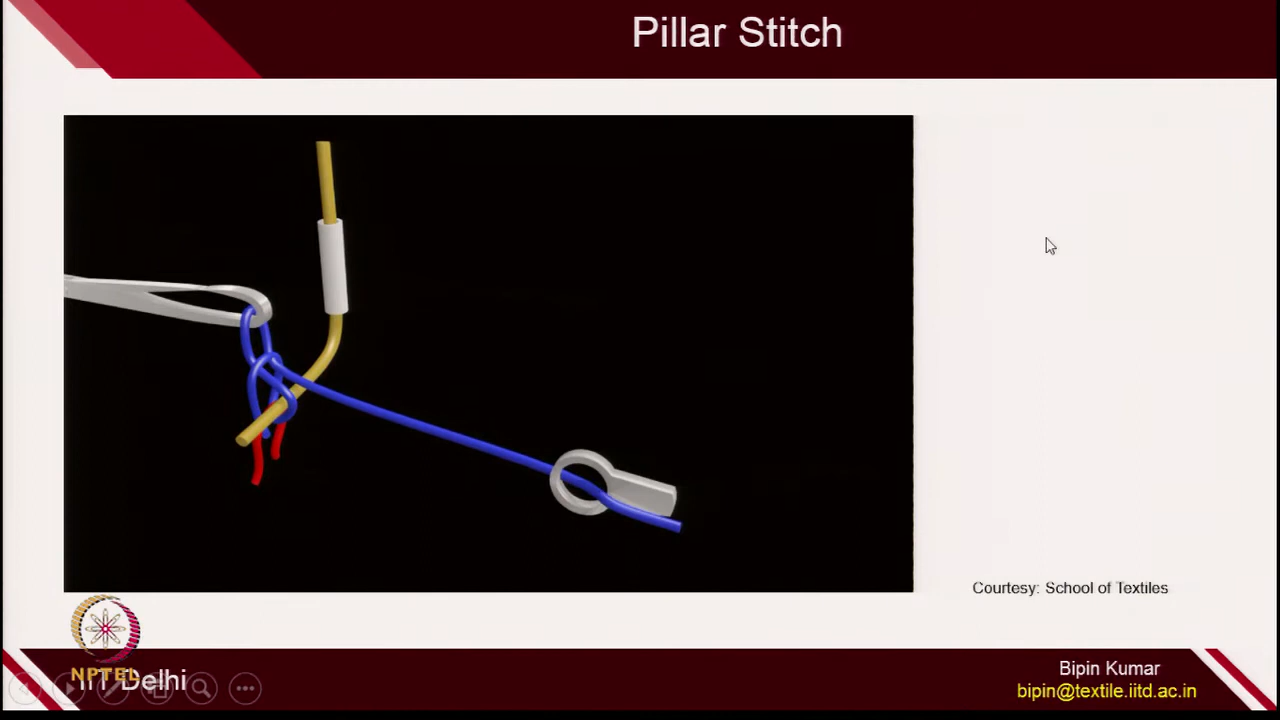 Pillar Stitch
Courtesy: School of Textiles
NPTEL
IIT Delhi
Bipin Kumar
bipin@textile.iitd.ac.in